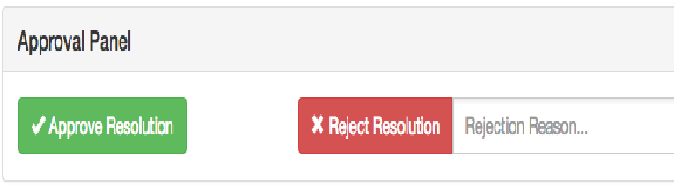 Approval Panel
✔ Approve Resolution
✖ Reject Resolution
Rejection Reason...